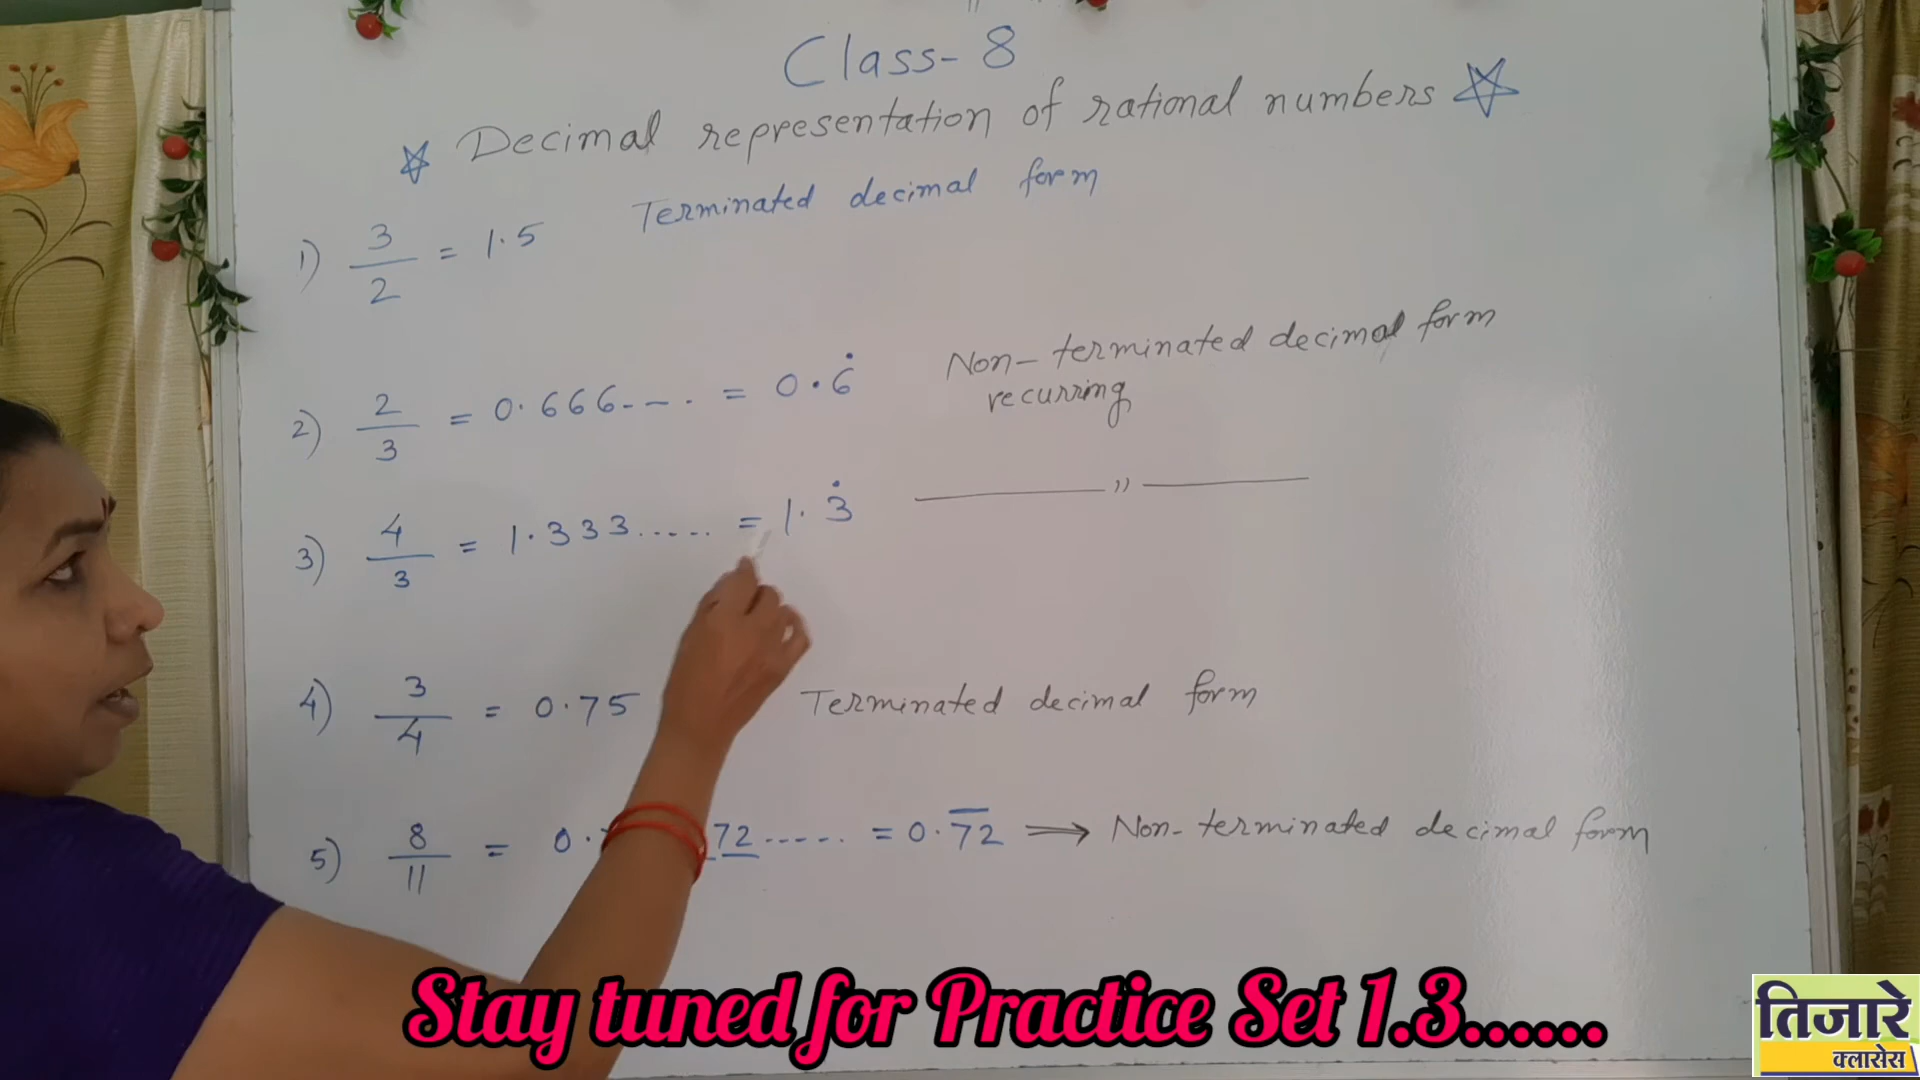 Class-8
Decimal representation of rational numbers
1) 3/2 = 1.5 Terminated decimal form
2) 2/3 = 0.666--. = 0.6̇ Non-terminated decimal form
recurring
3) 4/3 = 1.333..... = 1.3̇ ——"——
4) 3/4 = 0.75 Terminated decimal form
5) 8/11 = 0. 72----. = 0.7̅2̅ ⇒ Non-terminated decimal form
Stay tuned for Practice Set 1.3......
तिजारे
क्लासेस